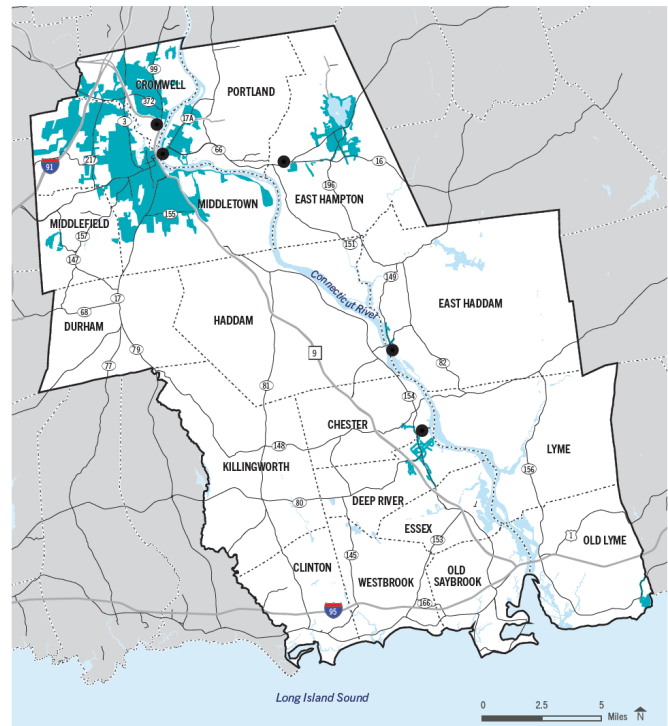 99
CROMWELL
PORTLAND
372
3
17A
66
16
91
217
196
MIDDLETOWN
EAST HAMPTON
155
MIDDLEFIELD
157
151
147
149
Connecticut River
EAST HADDAM
17
68
HADDAM
DURHAM
9
79
82
77
81
154
CHESTER
148
LYME
KILLINGWORTH
156
80
DEEP RIVER
ESSEX
1
OLD LYME
153
145
CLINTON
OLD
SAYBROOK
WESTBROOK
166
95
Long Island Sound
0 2.5 5
Miles N